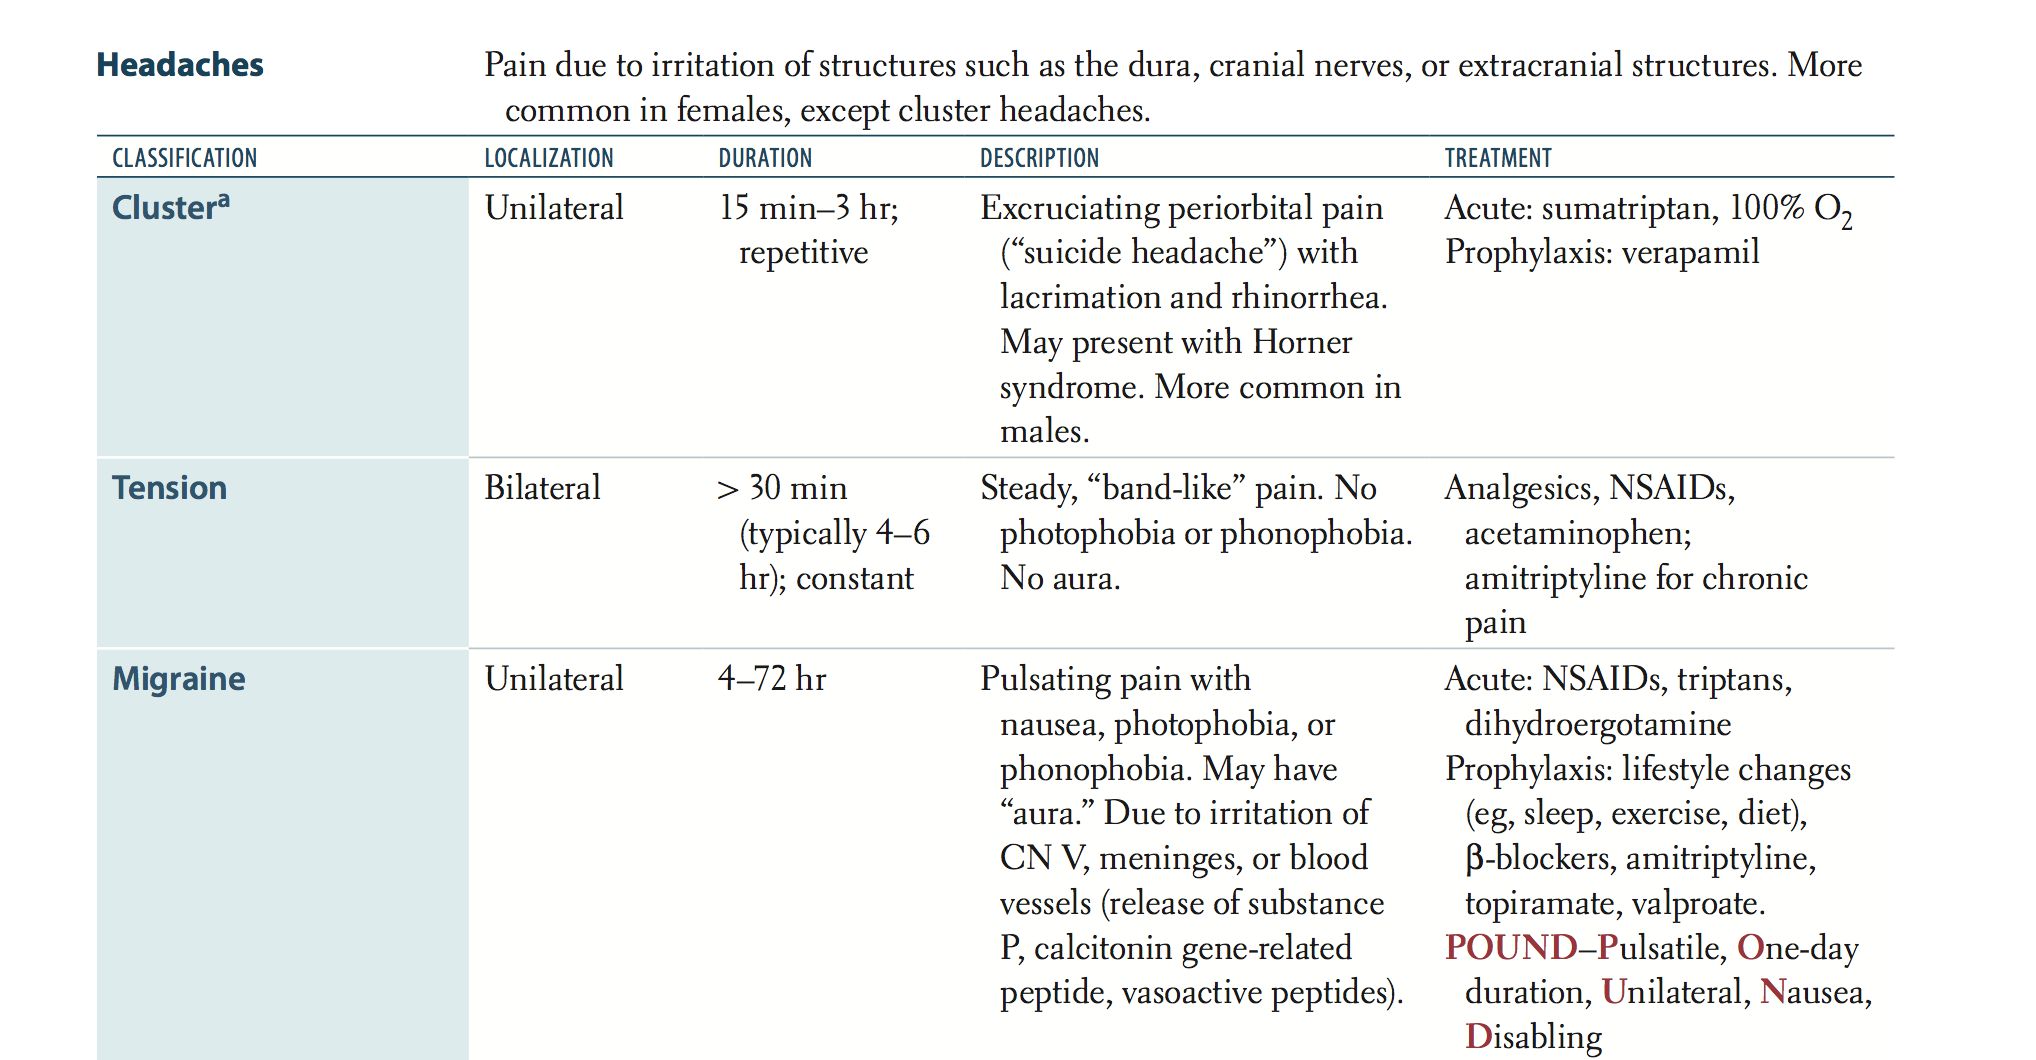 Headaches
Pain due to irritation of structures such as the dura, cranial nerves, or extracranial structures. More
common in females, except cluster headaches.
CLASSIFICATION LOCALIZATION DURATION DESCRIPTION TREATMENT
Clusterᵃ
Unilateral
15 min–3 hr;
repetitive
Excruciating periorbital pain
(“suicide headache”) with
lacrimation and rhinorrhea.
May present with Horner
syndrome. More common in
males.
Acute: sumatriptan, 100% O₂
Prophylaxis: verapamil
Tension
Bilateral
> 30 min
(typically 4–6
hr); constant
Steady, “band-like” pain. No
photophobia or phonophobia.
No aura.
Analgesics, NSAIDs,
acetaminophen;
amitriptyline for chronic
pain
Migraine
Unilateral
4–72 hr
Pulsating pain with
nausea, photophobia, or
phonophobia. May have
“aura.” Due to irritation of
CN V, meninges, or blood
vessels (release of substance
P, calcitonin gene-related
peptide, vasoactive peptides).
Acute: NSAIDs, triptans,
dihydroergotamine
Prophylaxis: lifestyle changes
(eg, sleep, exercise, diet),
β-blockers, amitriptyline,
topiramate, valproate.
POUND–Pulsatile, One-day
duration, Unilateral, Nausea,
Disabling